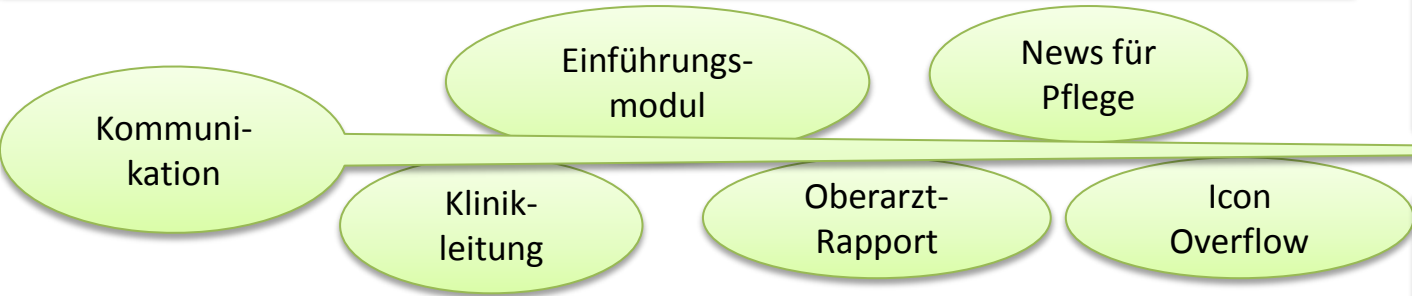 Kommuni-
kation
Einführungs-
modul
News für
Pflege
Klinik-
leitung
Oberarzt-
Rapport
Icon
Overflow